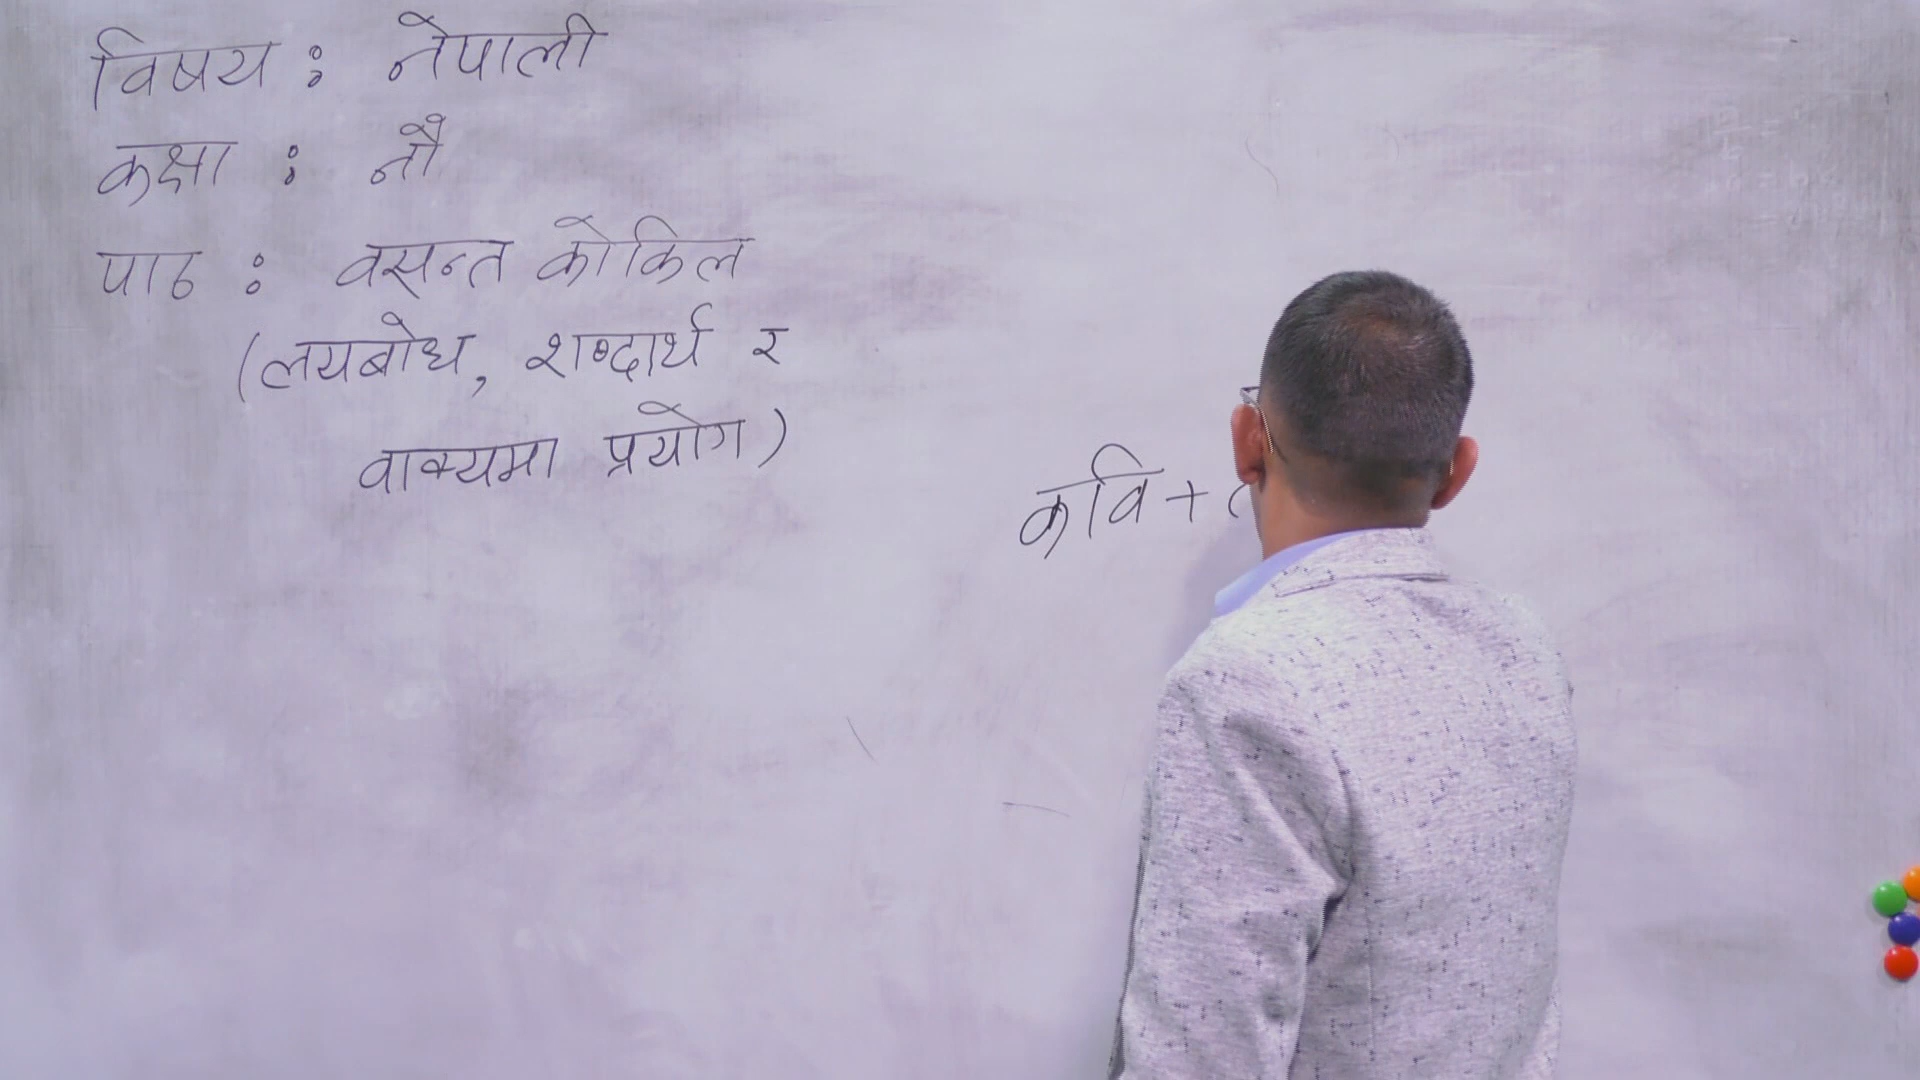 विषय : नेपाली
कक्षा : नौ
पाठ : वसन्त कोकिल
(लयबोध, शब्दार्थ र
वाक्यमा प्रयोग)
कवि +